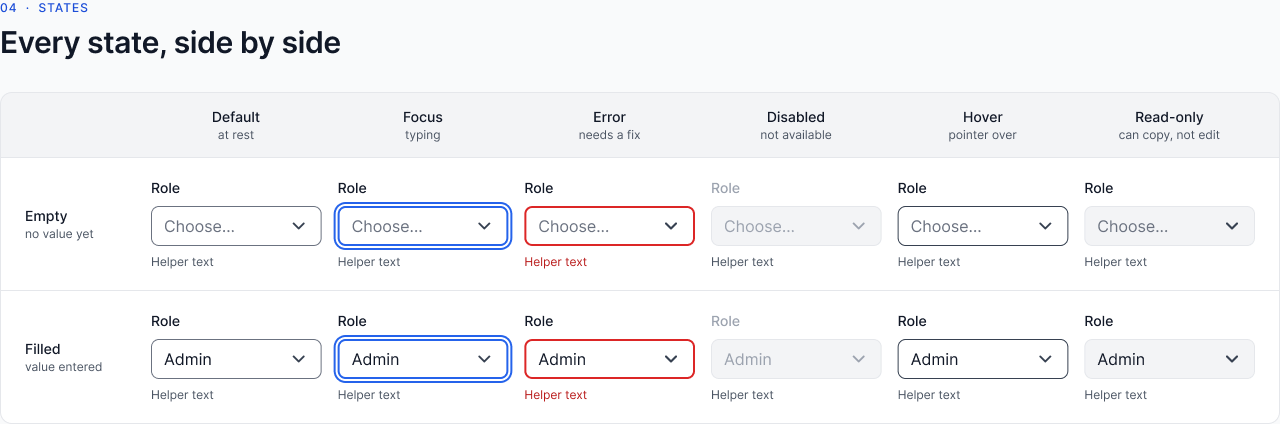 04 · STATES
Every state, side by side
Default Focus Error Disabled Hover Read-only
at rest typing needs a fix not available pointer over can copy, not edit
Role Role Role Role Role Role
Empty
no value yet
Choose... Choose... Choose... Choose... Choose... Choose...
Helper text Helper text Helper text Helper text Helper text Helper text
Role Role Role Role Role Role
Filled
value entered
Admin Admin Admin Admin Admin Admin
Helper text Helper text Helper text Helper text Helper text Helper text